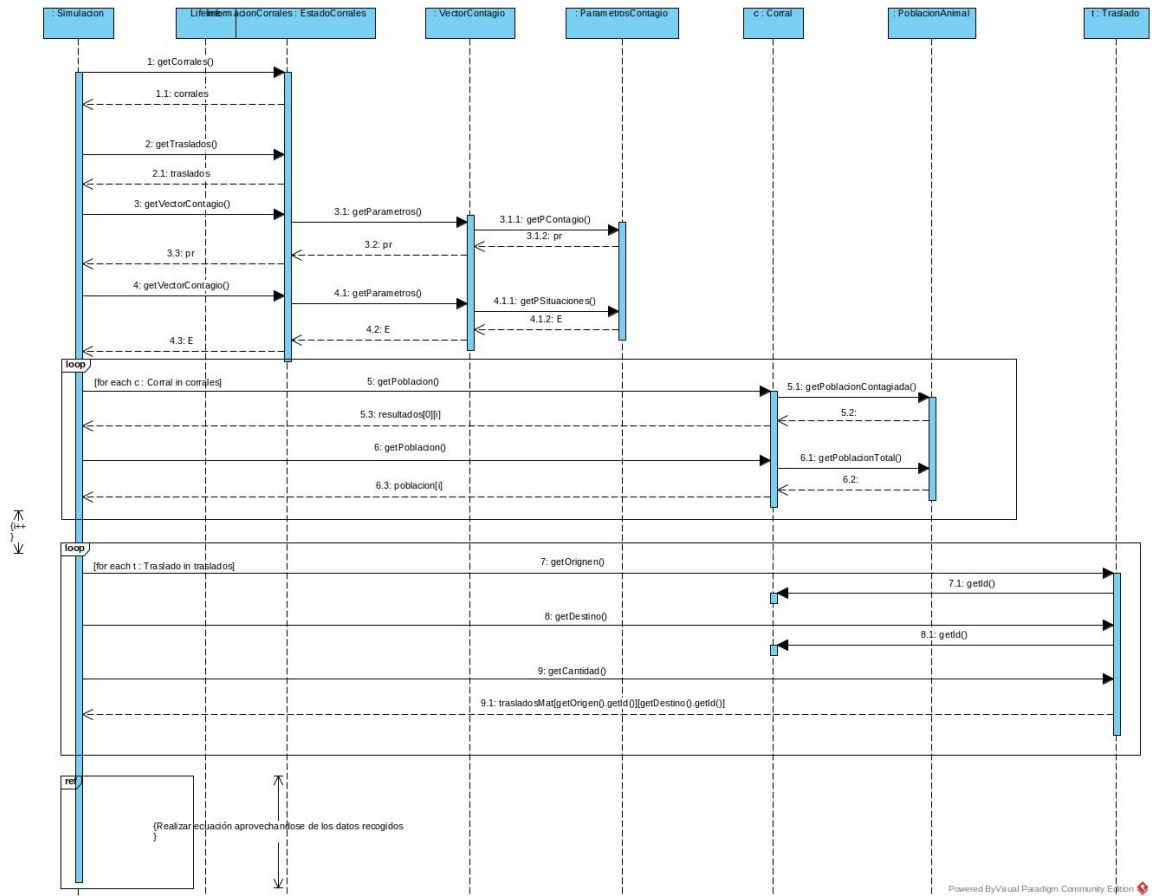 : Simulacion
InformacionCorrales : EstadoCorrales
: VectorContagio
: ParametrosContagio
c : Corral
: PoblacionAnimal
t : Traslado
1: getCorrales()
1.1: corrales
2: getTraslados()
2.1: traslados
3: getVectorContagio()
3.1: getParametros()
3.1.1: getPContagio()
3.1.2: pr
3.2: pr
3.3: pr
4: getVectorContagio()
4.1: getParametros()
4.1.1: getPSituaciones()
4.1.2: E
4.2: E
4.3: E
loop
[for each c : Corral in corrales]
5: getPoblacion()
5.1: getPoblacionContagiada()
5.2:
5.3: resultados[0][i]
6: getPoblacion()
6.1: getPoblacionTotal()
6.2:
6.3: poblacion[i]
{i++
}
loop
[for each t : Traslado in traslados]
7: getOrignen()
7.1: getId()
8: getDestino()
8.1: getId()
9: getCantidad()
9.1: trasladosMat[getOrigen().getId()][getDestino().getId()]
ref
{Realizar ecuación aprovechandose de los datos recogidos
}
Powered By Visual Paradigm Community Edition